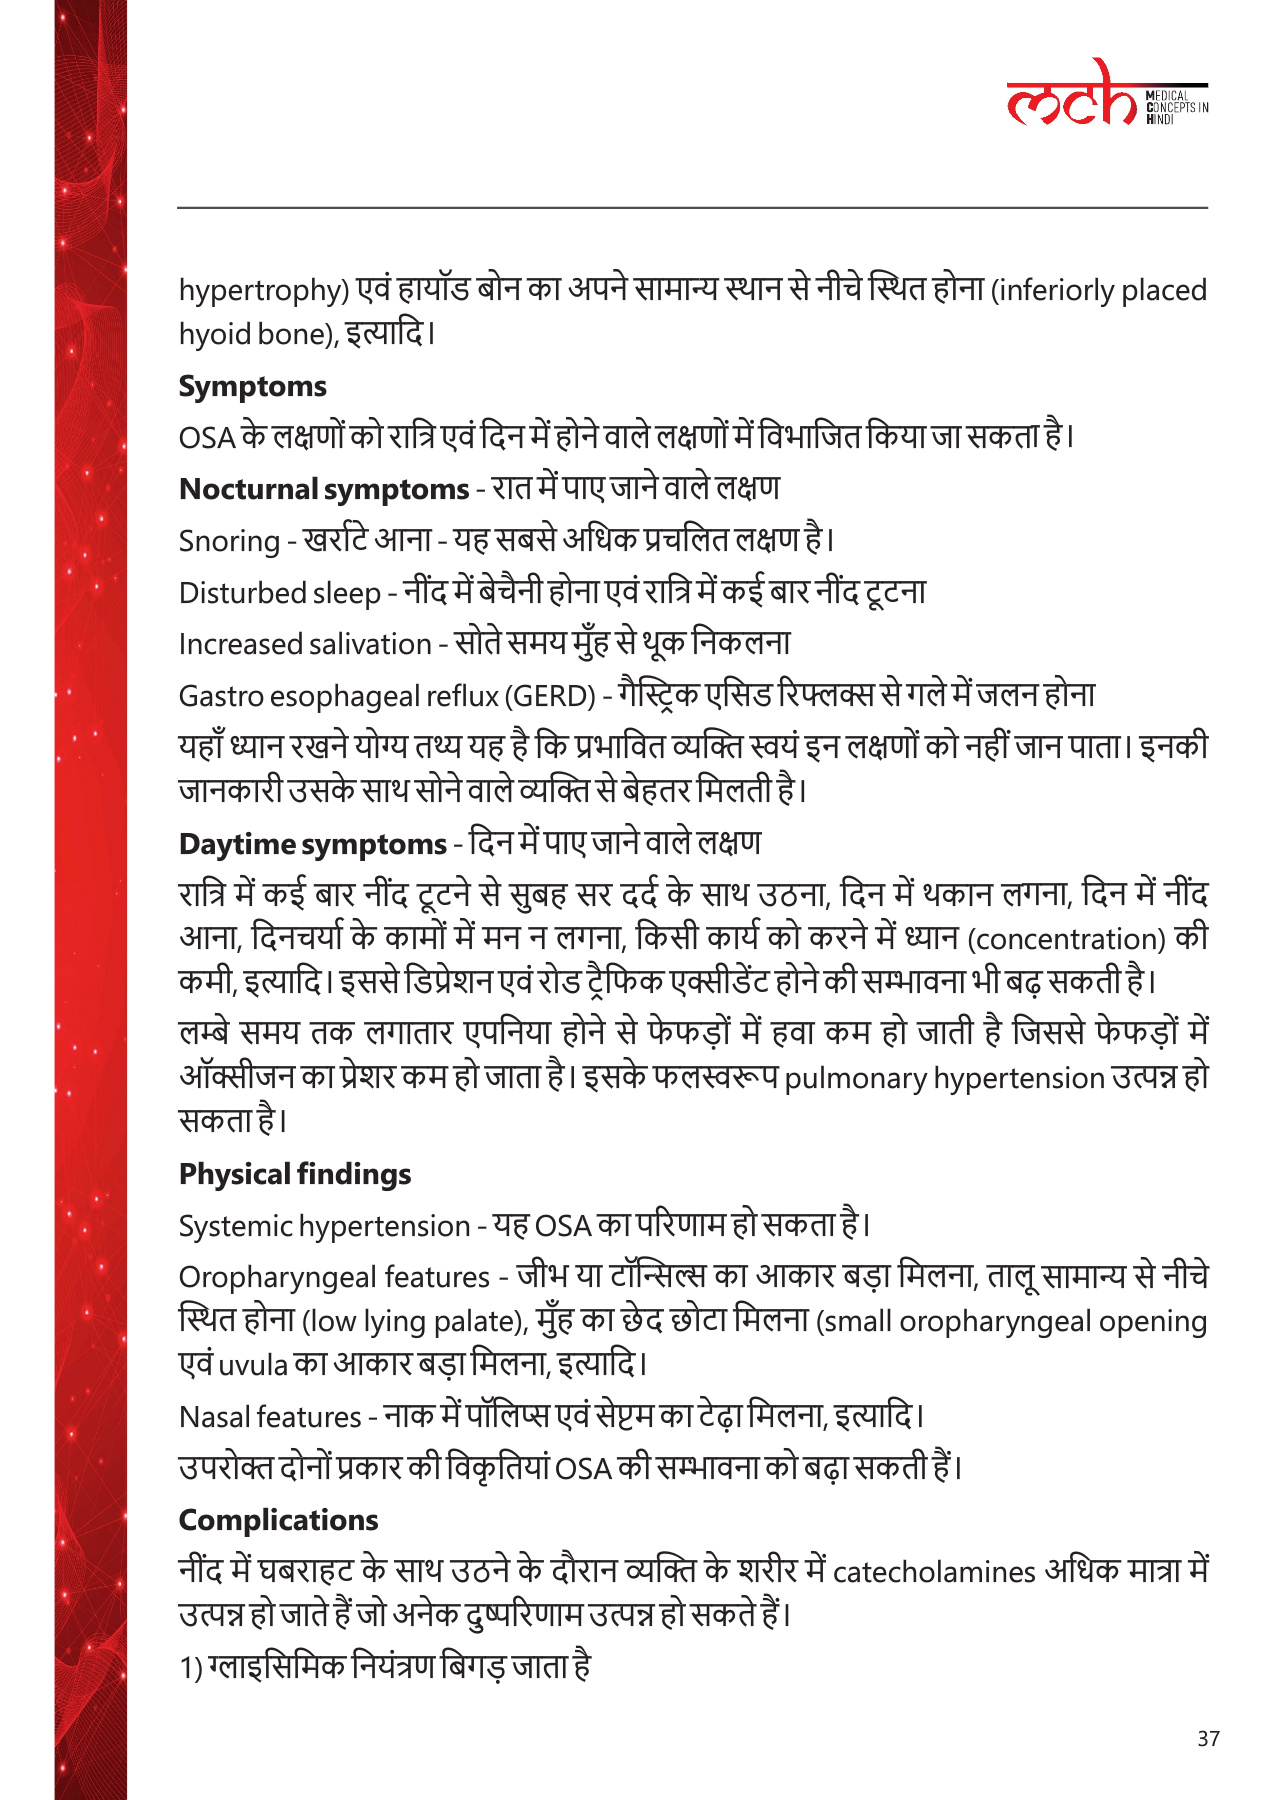 mch MEDICAL
CONCEPTS IN
HINDI
hypertrophy) एवं हायॉड बोन का अपने सामान्य स्थान से नीचे स्थित होना (inferiorly placed
hyoid bone), इत्यादि।
Symptoms
OSA के लक्षणों को रात्रि एवं दिन में होने वाले लक्षणों में विभाजित किया जा सकता है।
Nocturnal symptoms - रात में पाए जाने वाले लक्षण
Snoring - खर्राटे आना - यह सबसे अधिक प्रचलित लक्षण है।
Disturbed sleep - नींद में बेचैनी होना एवं रात्रि में कई बार नींद टूटना
Increased salivation - सोते समय मुँह से थूक निकलना
Gastro esophageal reflux (GERD) - गैस्ट्रिक एसिड रिफ्लक्स से गले में जलन होना
यहाँ ध्यान रखने योग्य तथ्य यह है कि प्रभावित व्यक्ति स्वयं इन लक्षणों को नहीं जान पाता। इनकी
जानकारी उसके साथ सोने वाले व्यक्ति से बेहतर मिलती है।
Daytime symptoms - दिन में पाए जाने वाले लक्षण
रात्रि में कई बार नींद टूटने से सुबह सर दर्द के साथ उठना, दिन में थकान लगना, दिन में नींद
आना, दिनचर्या के कामों में मन न लगना, किसी कार्य को करने में ध्यान (concentration) की
कमी, इत्यादि। इससे डिप्रेशन एवं रोड ट्रैफिक एक्सीडेंट होने की सम्भावना भी बढ़ सकती है।
लम्बे समय तक लगातार एपनिया होने से फेफड़ों में हवा कम हो जाती है जिससे फेफड़ों में
ऑक्सीजन का प्रेशर कम हो जाता है। इसके फलस्वरूप pulmonary hypertension उत्पन्न हो
सकता है।
Physical findings
Systemic hypertension - यह OSA का परिणाम हो सकता है।
Oropharyngeal features - जीभ या टॉन्सिल्स का आकार बड़ा मिलना, तालू सामान्य से नीचे
स्थित होना (low lying palate), मुँह का छेद छोटा मिलना (small oropharyngeal opening
एवं uvula का आकार बड़ा मिलना, इत्यादि।
Nasal features - नाक में पॉलिप्स एवं सेप्टम का टेढ़ा मिलना, इत्यादि।
उपरोक्त दोनों प्रकार की विकृतियां OSA की सम्भावना को बढ़ा सकती हैं।
Complications
नींद में घबराहट के साथ उठने के दौरान व्यक्ति के शरीर में catecholamines अधिक मात्रा में
उत्पन्न हो जाते हैं जो अनेक दुष्परिणाम उत्पन्न हो सकते हैं।
1) ग्लाइसिमिक नियंत्रण बिगड़ जाता है
37